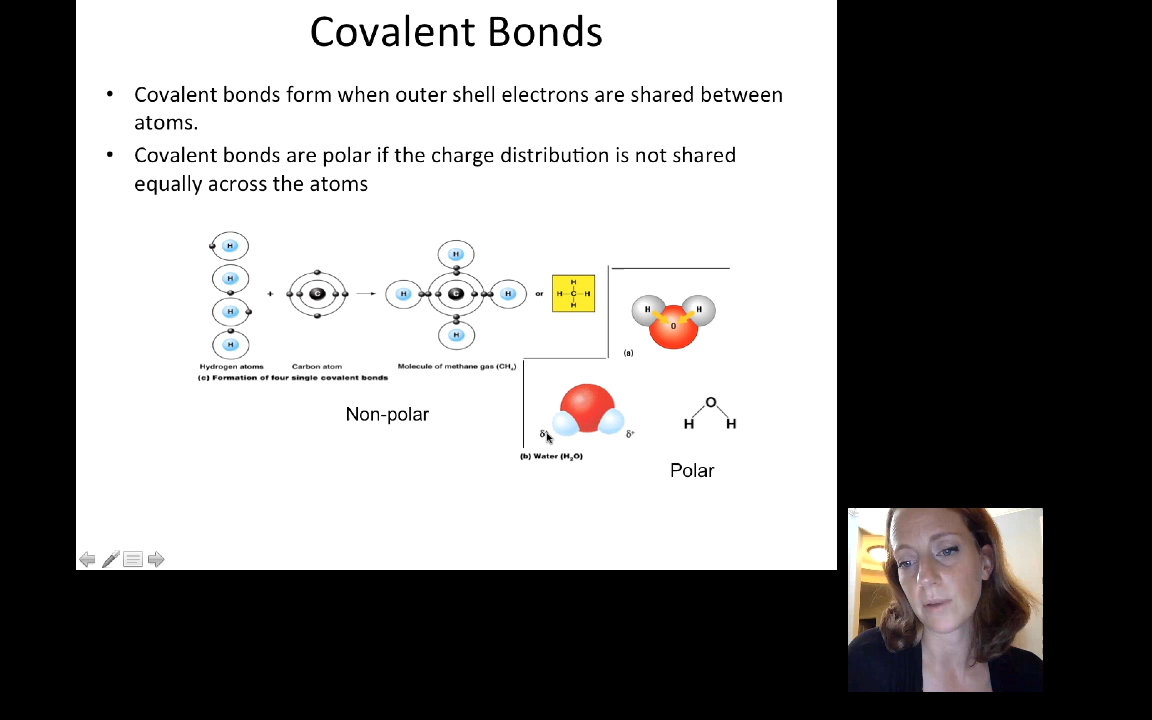 Covalent Bonds
• Covalent bonds form when outer shell electrons are shared between
atoms.
• Covalent bonds are polar if the charge distribution is not shared
equally across the atoms
H
H
H
H
+
C
H
H
C
H
H
or
H
H-C-H
H
Hydrogen atoms
Carbon atom
Molecule of methane gas (CH₄)
(c) Formation of four single covalent bonds
Non-polar
H
H
O
(a)
δ⁺
(b) Water (H₂O)
O
H
H
Polar